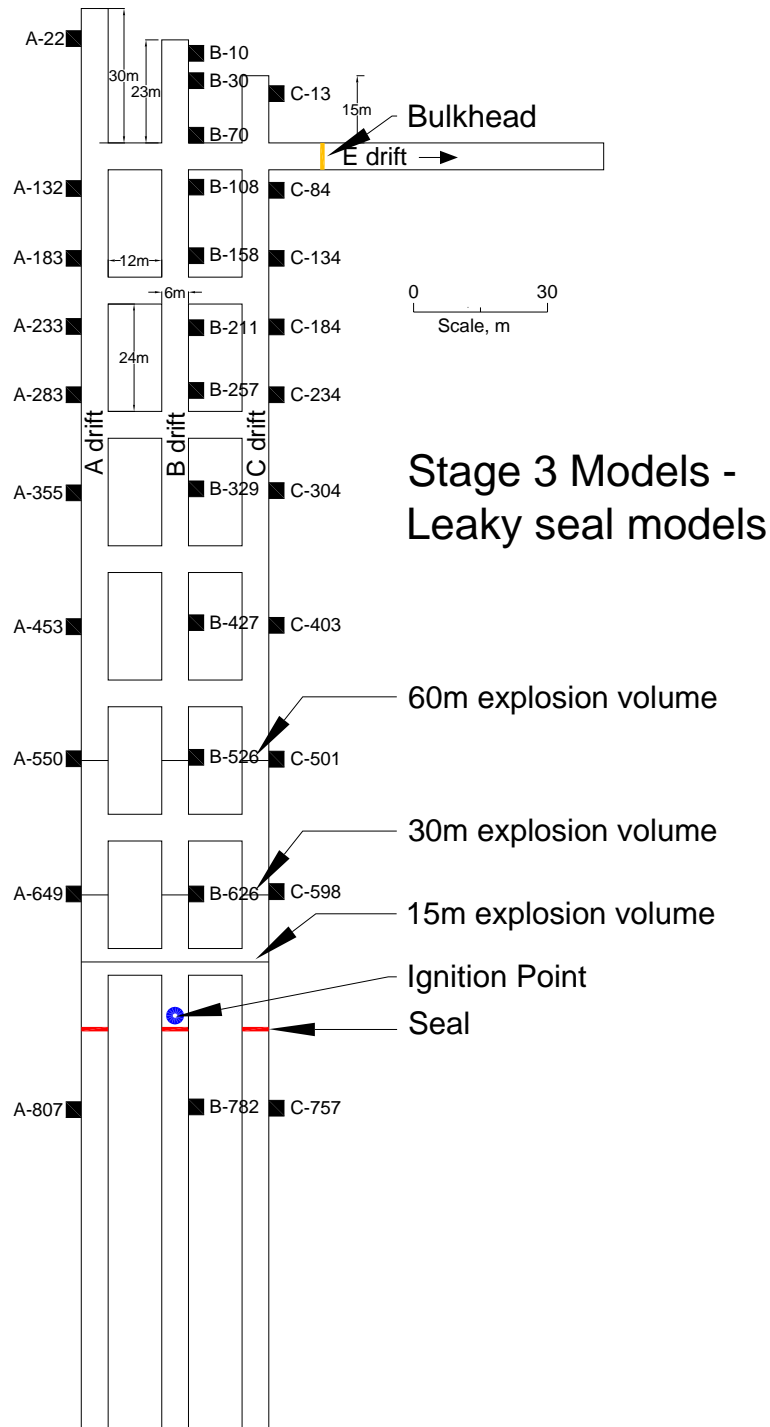 A-22
B-10
30m
23m
B-30
C-13
15m
Bulkhead
B-70
E drift
A-132
B-108
C-84
A-183
12m
B-158
C-134
6m
0
30
Scale, m
A-233
B-211
C-184
24m
A-283
B-257
C-234
A drift
B drift
C drift
Stage 3 Models -
Leaky seal models
A-355
B-329
C-304
A-453
B-427
C-403
60m explosion volume
A-550
B-526
C-501
30m explosion volume
A-649
B-626
C-598
15m explosion volume
Ignition Point
Seal
A-807
B-782
C-757